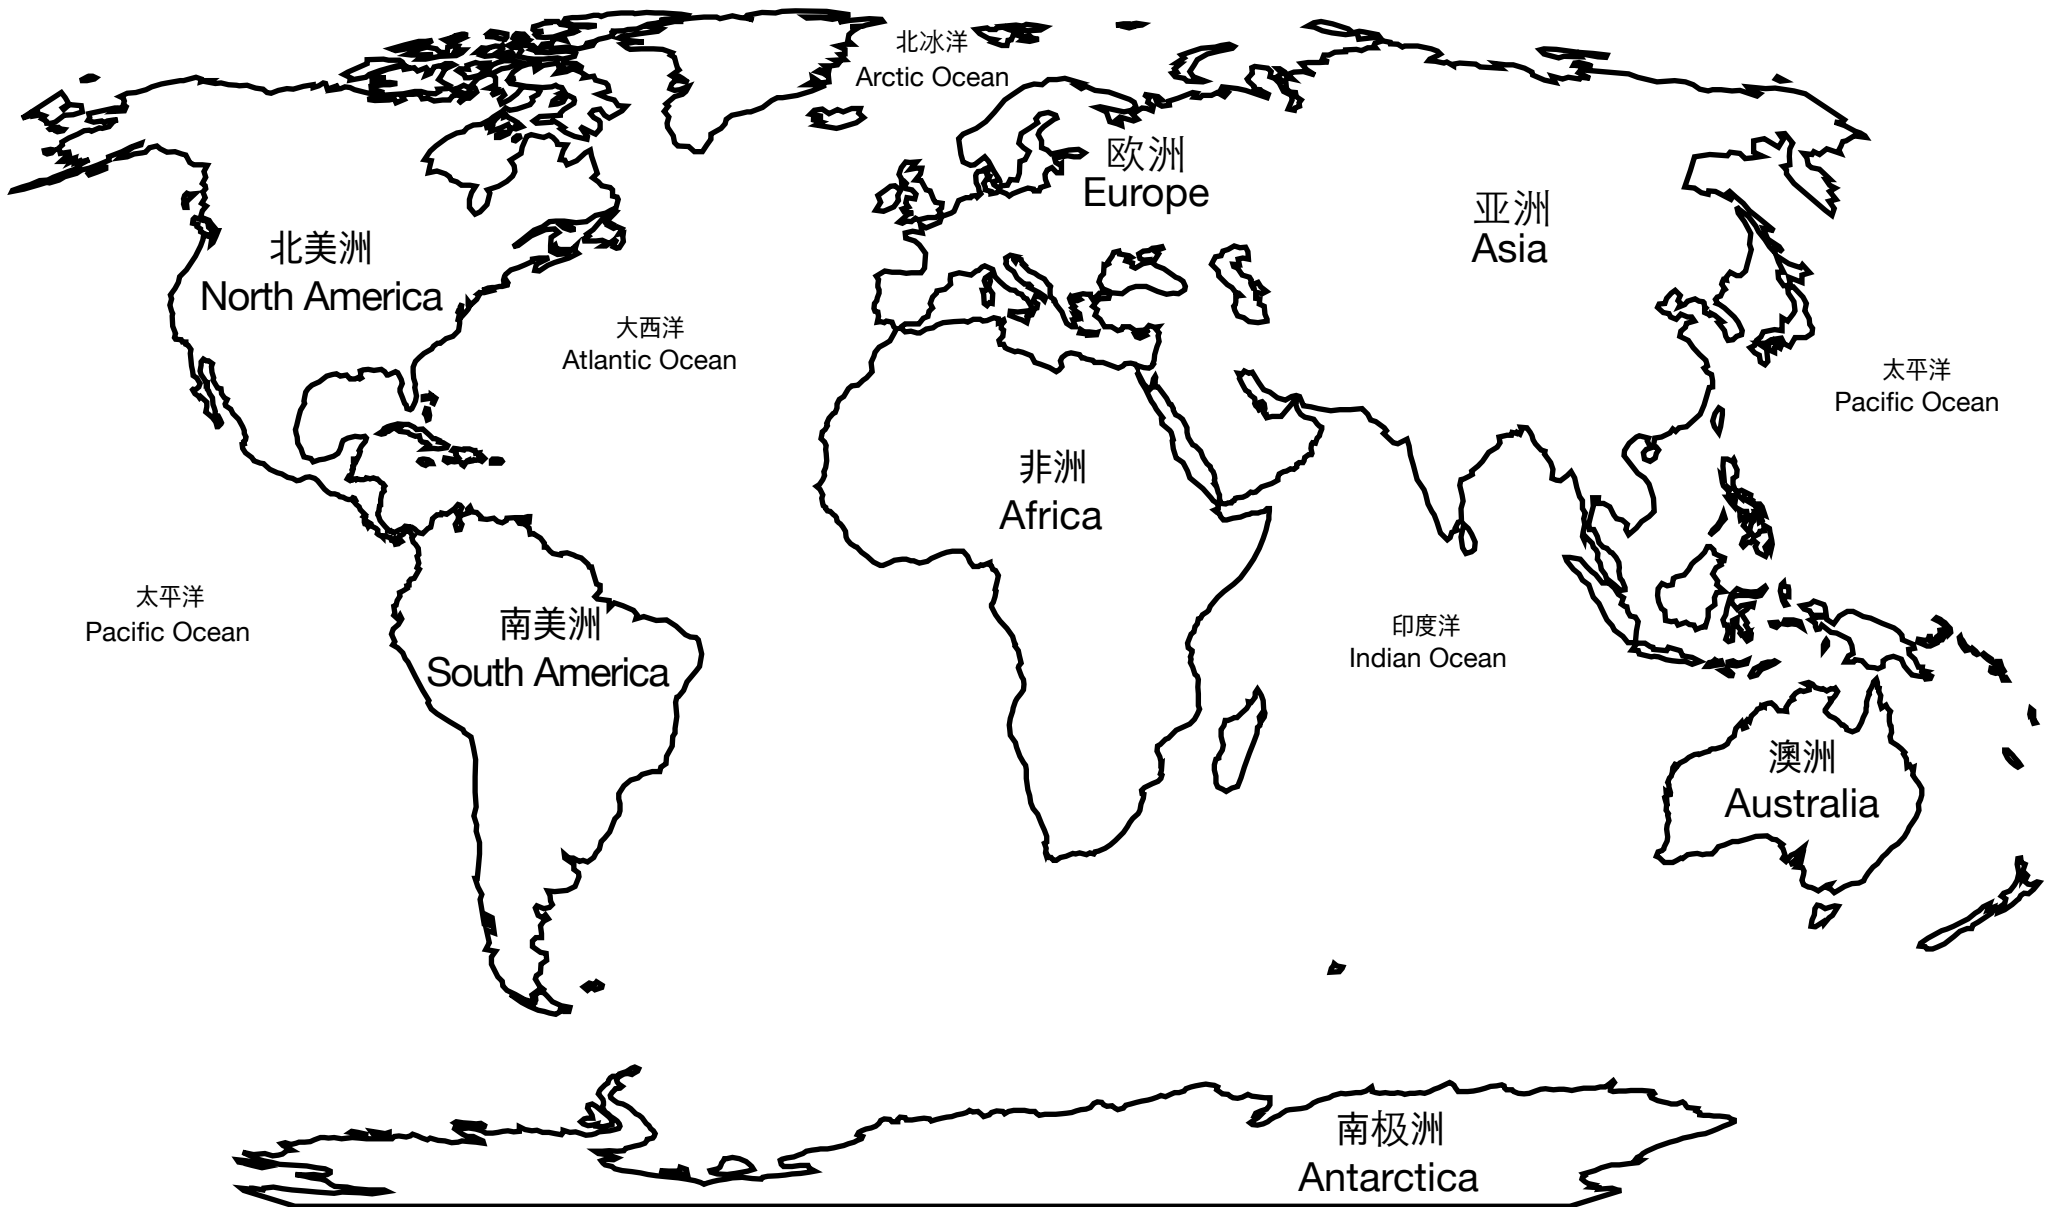 北冰洋
Arctic Ocean
欧洲
Europe
亚洲
Asia
北美洲
North America
大西洋
Atlantic Ocean
太平洋
Pacific Ocean
非洲
Africa
太平洋
Pacific Ocean
南美洲
South America
印度洋
Indian Ocean
澳洲
Australia
南极洲
Antarctica